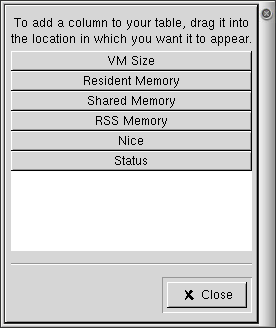 To add a column to your table, drag it into
the location in which you want it to appear.
VM Size
Resident Memory
Shared Memory
RSS Memory
Nice
Status
Close